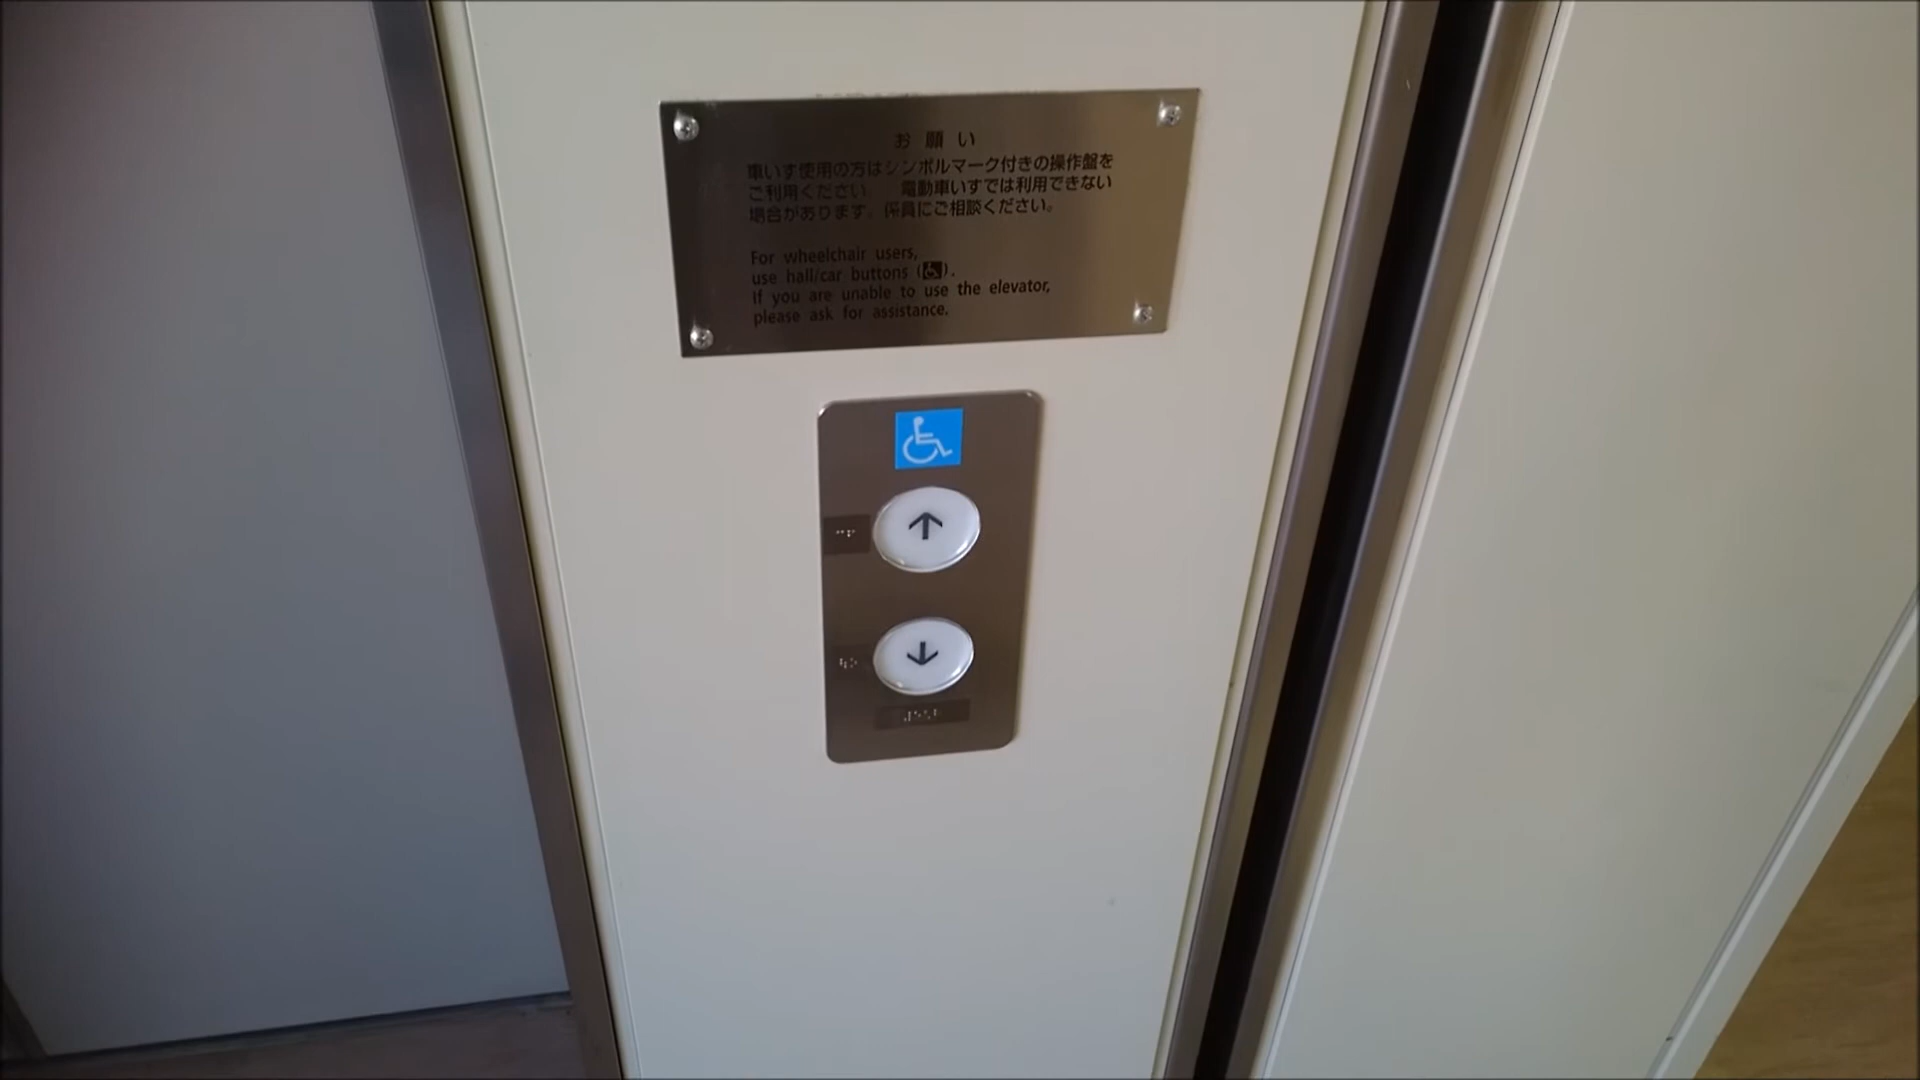 お願い
車いす使用の方はシンボルマーク付きの操作盤を
ご利用ください 電動車いすでは利用できない
場合があります。係員にご相談ください。
For wheelchair users,
use hall/car buttons (♿).
If you are unable to use the elevator,
please ask for assistance.
↑
↓